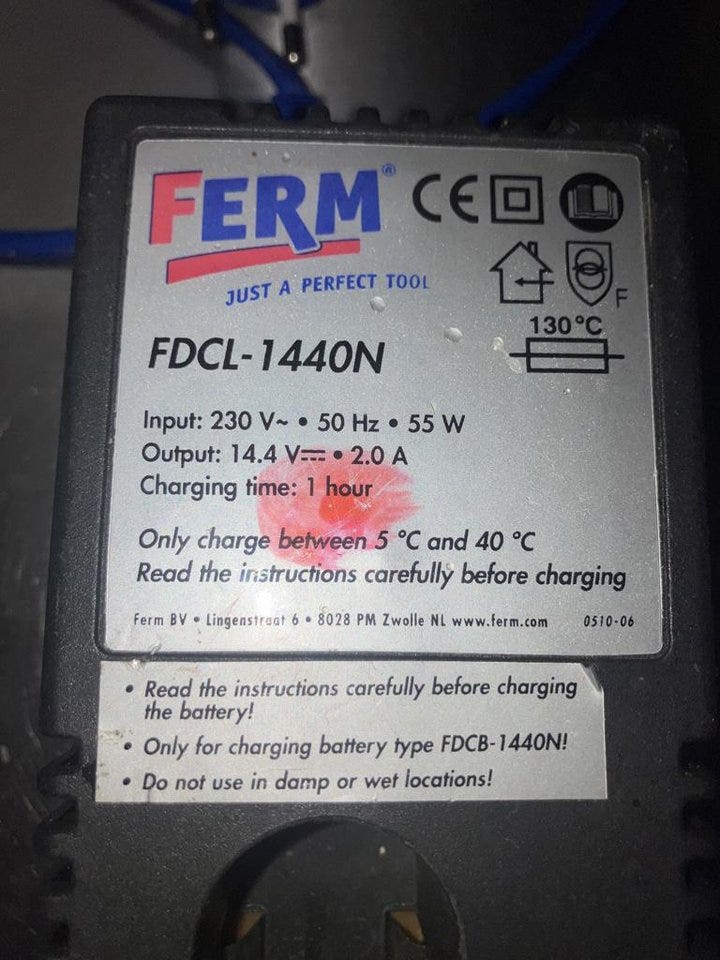 FERM®
JUST A PERFECT TOOL
CE
F
130°C
FDCL-1440N
Input: 230 V~ • 50 Hz • 55 W
Output: 14.4 V⎓ • 2.0 A
Charging time: 1 hour
Only charge between 5 °C and 40 °C
Read the instructions carefully before charging
Ferm BV • Lingenstraat 6 • 8028 PM Zwolle NL www.ferm.com 0510-06
• Read the instructions carefully before charging
the battery!
• Only for charging battery type FDCB-1440N!
• Do not use in damp or wet locations!